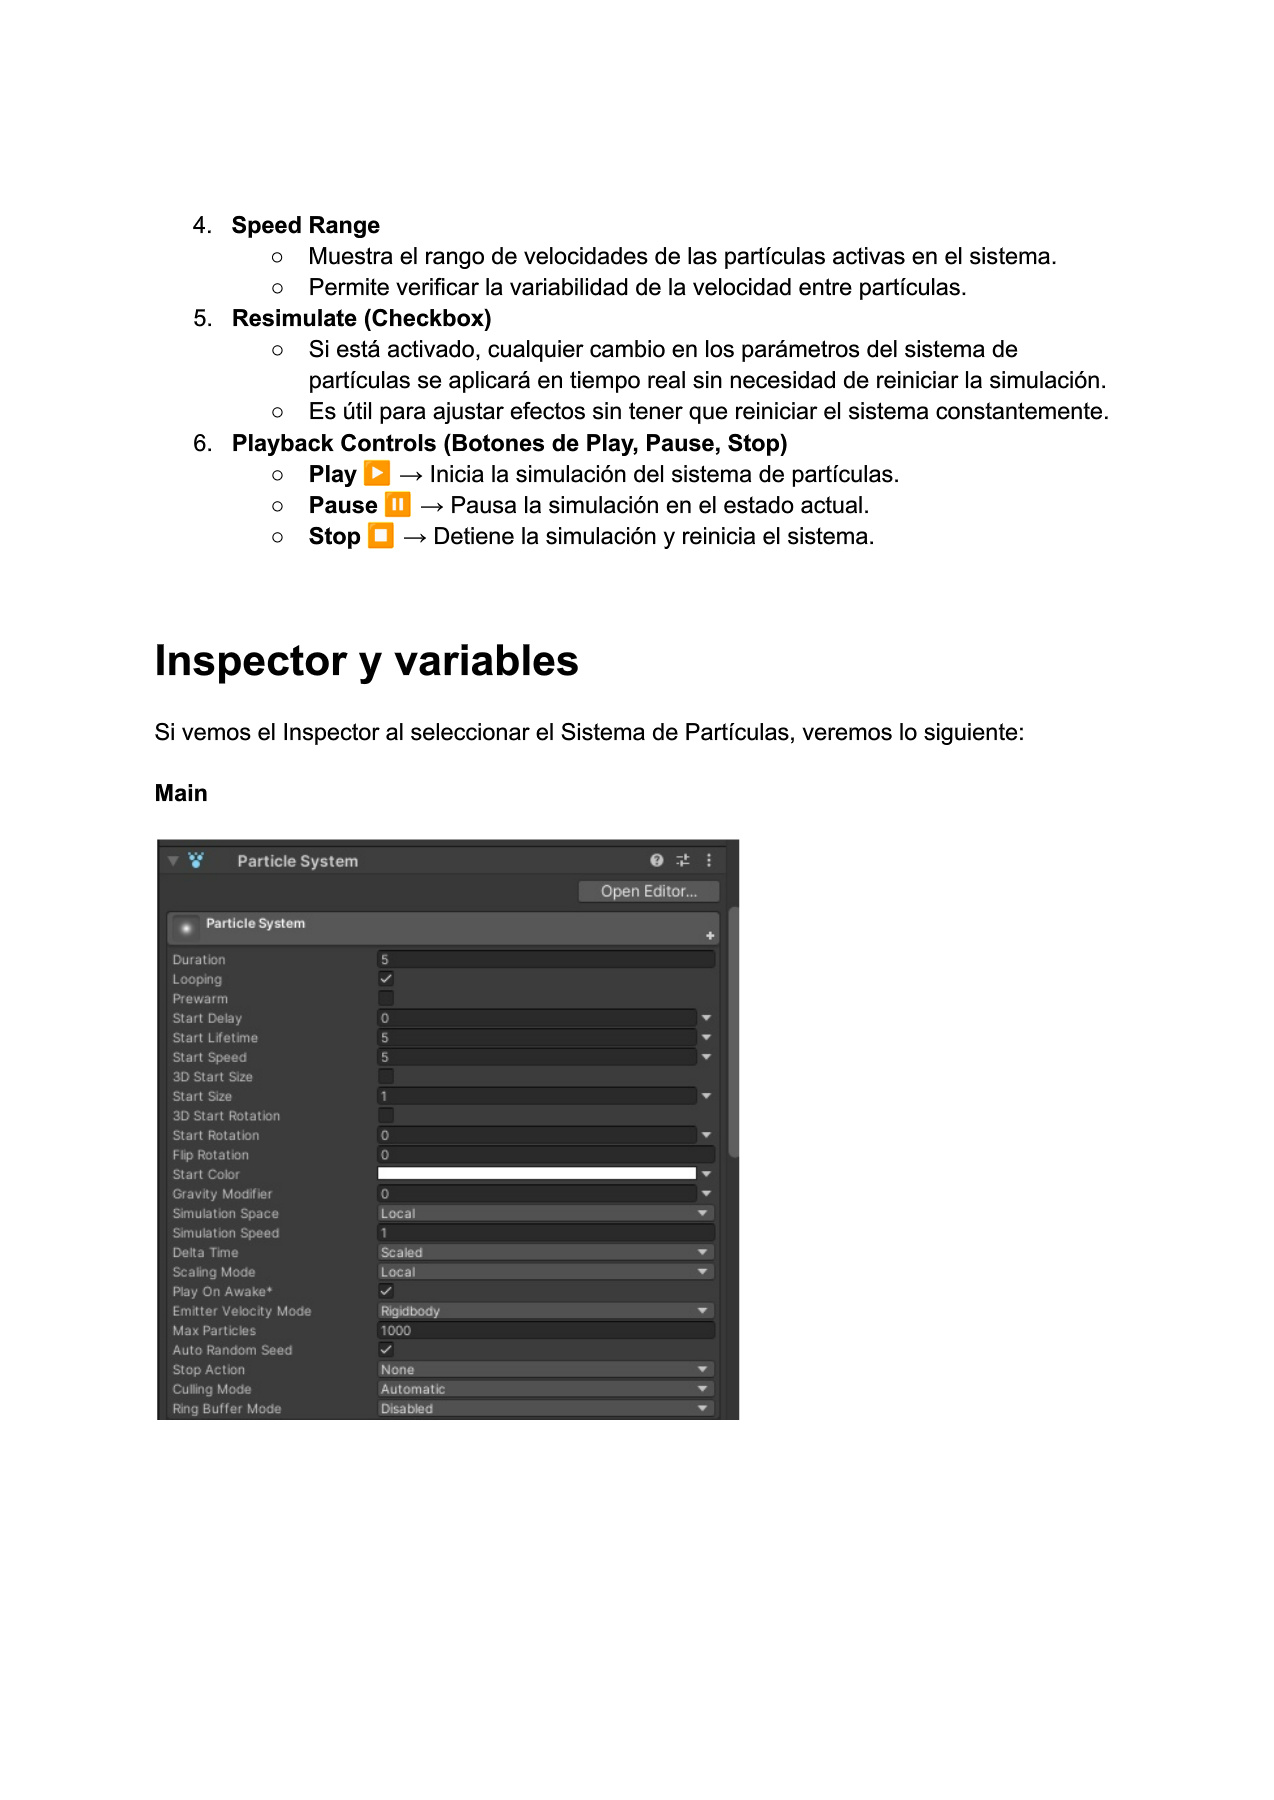 4. Speed Range
○ Muestra el rango de velocidades de las partículas activas en el sistema.
○ Permite verificar la variabilidad de la velocidad entre partículas.
5. Resimulate (Checkbox)
○ Si está activado, cualquier cambio en los parámetros del sistema de
partículas se aplicará en tiempo real sin necesidad de reiniciar la simulación.
○ Es útil para ajustar efectos sin tener que reiniciar el sistema constantemente.
6. Playback Controls (Botones de Play, Pause, Stop)
○ Play ▶️ → Inicia la simulación del sistema de partículas.
○ Pause ⏸️ → Pausa la simulación en el estado actual.
○ Stop ⏹️ → Detiene la simulación y reinicia el sistema.
Inspector y variables
Si vemos el Inspector al seleccionar el Sistema de Partículas, veremos lo siguiente:
Main
Particle System
Open Editor...
Particle System
Duration 5
Looping
Prewarm
Start Delay 0
Start Lifetime 5
Start Speed 5
3D Start Size
Start Size 1
3D Start Rotation
Start Rotation 0
Flip Rotation 0
Start Color
Gravity Modifier 0
Simulation Space Local
Simulation Speed 1
Delta Time Scaled
Scaling Mode Local
Play On Awake*
Emitter Velocity Mode Rigidbody
Max Particles 1000
Auto Random Seed
Stop Action None
Culling Mode Automatic
Ring Buffer Mode Disabled